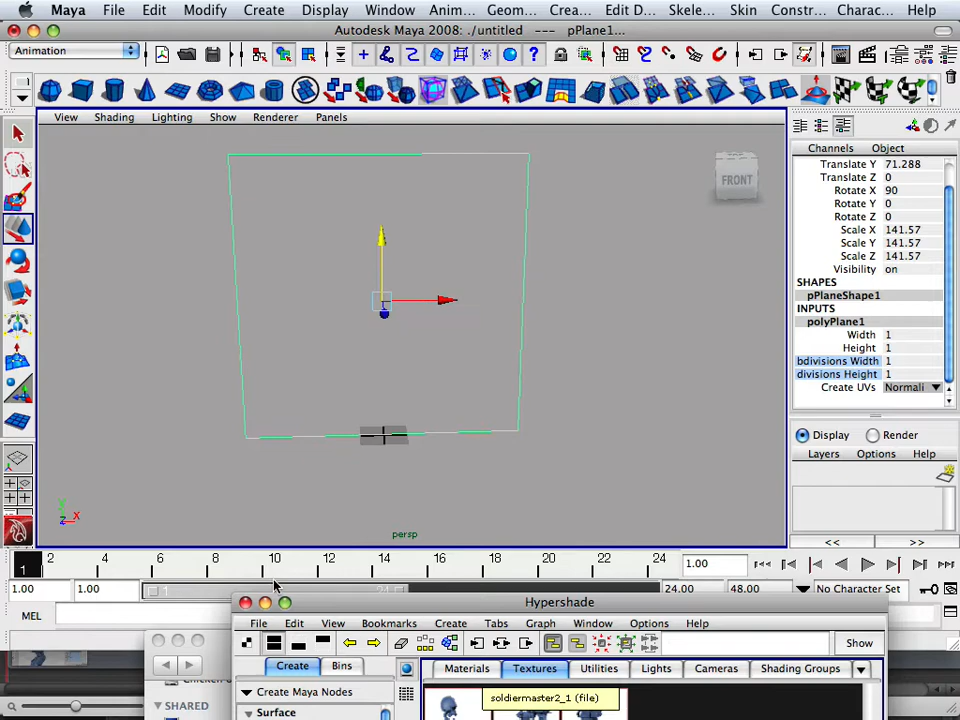 Maya File Edit Modify Create Display Window Anim... Geom... Crea... Edit D... Skele... Skin Constr... Charac... Help
Autodesk Maya 2008: ./untitled --- pPlane1...
Animation
View Shading Lighting Show Renderer Panels
FRONT
persp
Channels Object
Translate Y 71.288
Translate Z 0
Rotate X 90
Rotate Y 0
Rotate Z 0
Scale X 141.57
Scale Y 141.57
Scale Z 141.57
Visibility on
SHAPES
pPlaneShape1
INPUTS
polyPlane1
Width 1
Height 1
bdivisions Width 1
divisions Height 1
Create UVs Normali
Display Render
Layers Options Help
<< >>
1 2 4 6 8 10 12 14 16 18 20 22 24 1.00
1.00 1.00 1 24 24.00 48.00 No Character Set
MEL
Hypershade
File Edit View Bookmarks Create Tabs Graph Window Options Help
Show
Create Bins Materials Textures Utilities Lights Cameras Shading Groups
Create Maya Nodes
Surface
soldiermaster2_1 (file)
SHARED